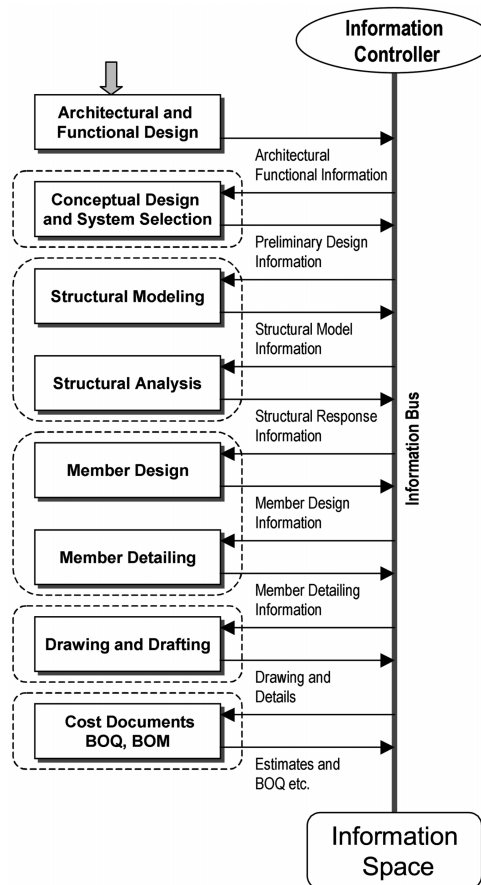 Information
Controller
Architectural and
Functional Design
Architectural
Functional Information
Conceptual Design
and System Selection
Preliminary Design
Information
Structural Modeling
Structural Model
Information
Structural Analysis
Structural Response
Information
Information Bus
Member Design
Member Design
Information
Member Detailing
Member Detailing
Information
Drawing and Drafting
Drawing and
Details
Cost Documents
BOQ, BOM
Estimates and
BOQ etc.
Information
Space